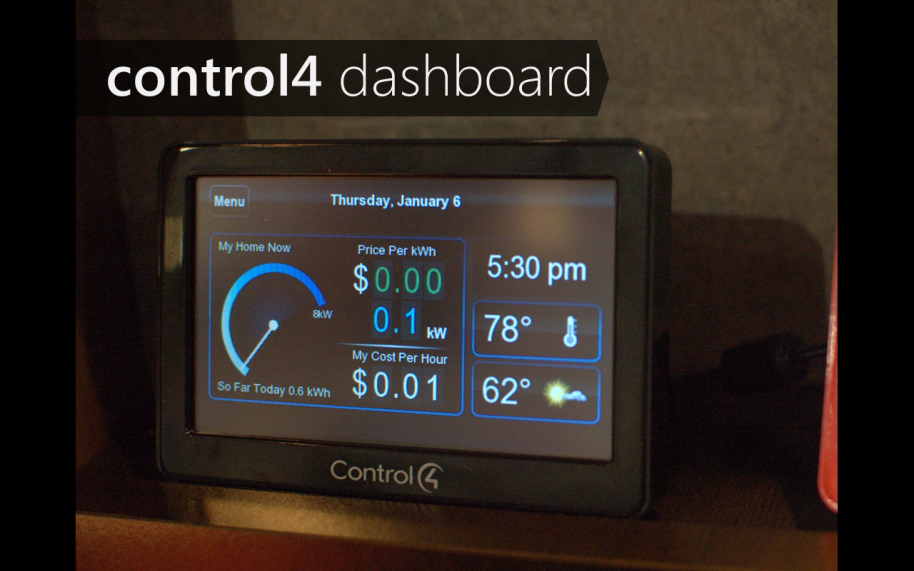 control4 dashboard
Menu
Thursday, January 6
My Home Now
8kW
So Far Today 0.6 kWh
Price Per kWh
$0.00
0.1 kW
My Cost Per Hour
$0.01
5:30 pm
78°
62°
Control4